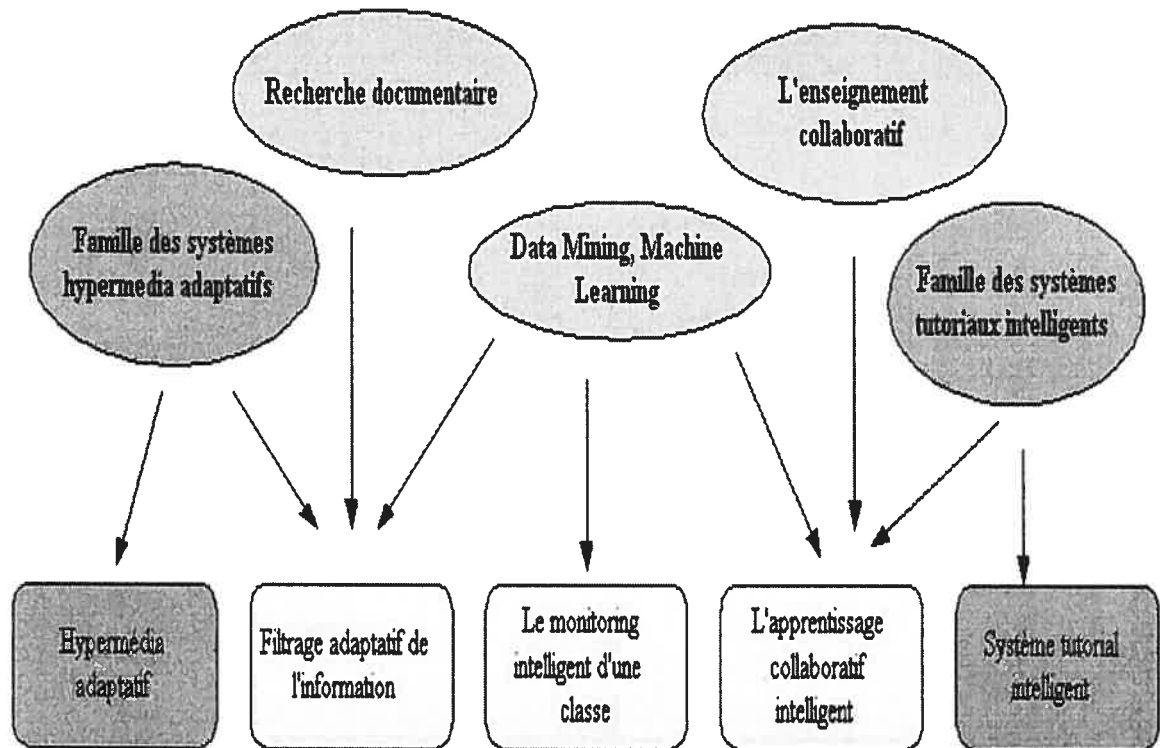 Recherche documentaire
L'enseignement
collaboratif
Famille des systèmes
hypermedia adaptatifs
Data Mining, Machine
Learning
Famille des systèmes
tutoriaux intelligents
Hypermédia
adaptatif
Filtrage adaptatif de
l'information
Le monitoring
intelligent d'une
classe
L'apprentissage
collaboratif
intelligent
Système tutorial
intelligent